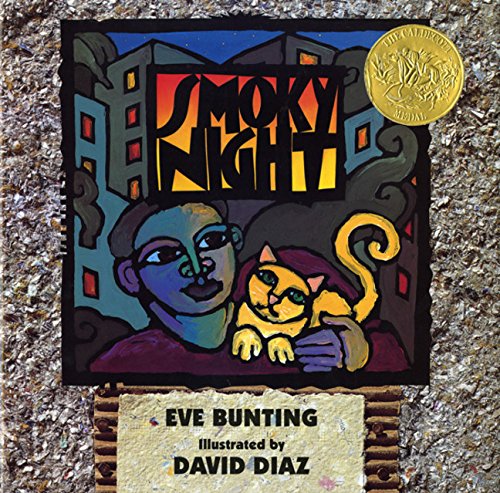 SMOKY
NIGHT
THE CALDECOTT
MEDAL
EVE BUNTING
Illustrated by
DAVID DIAZ